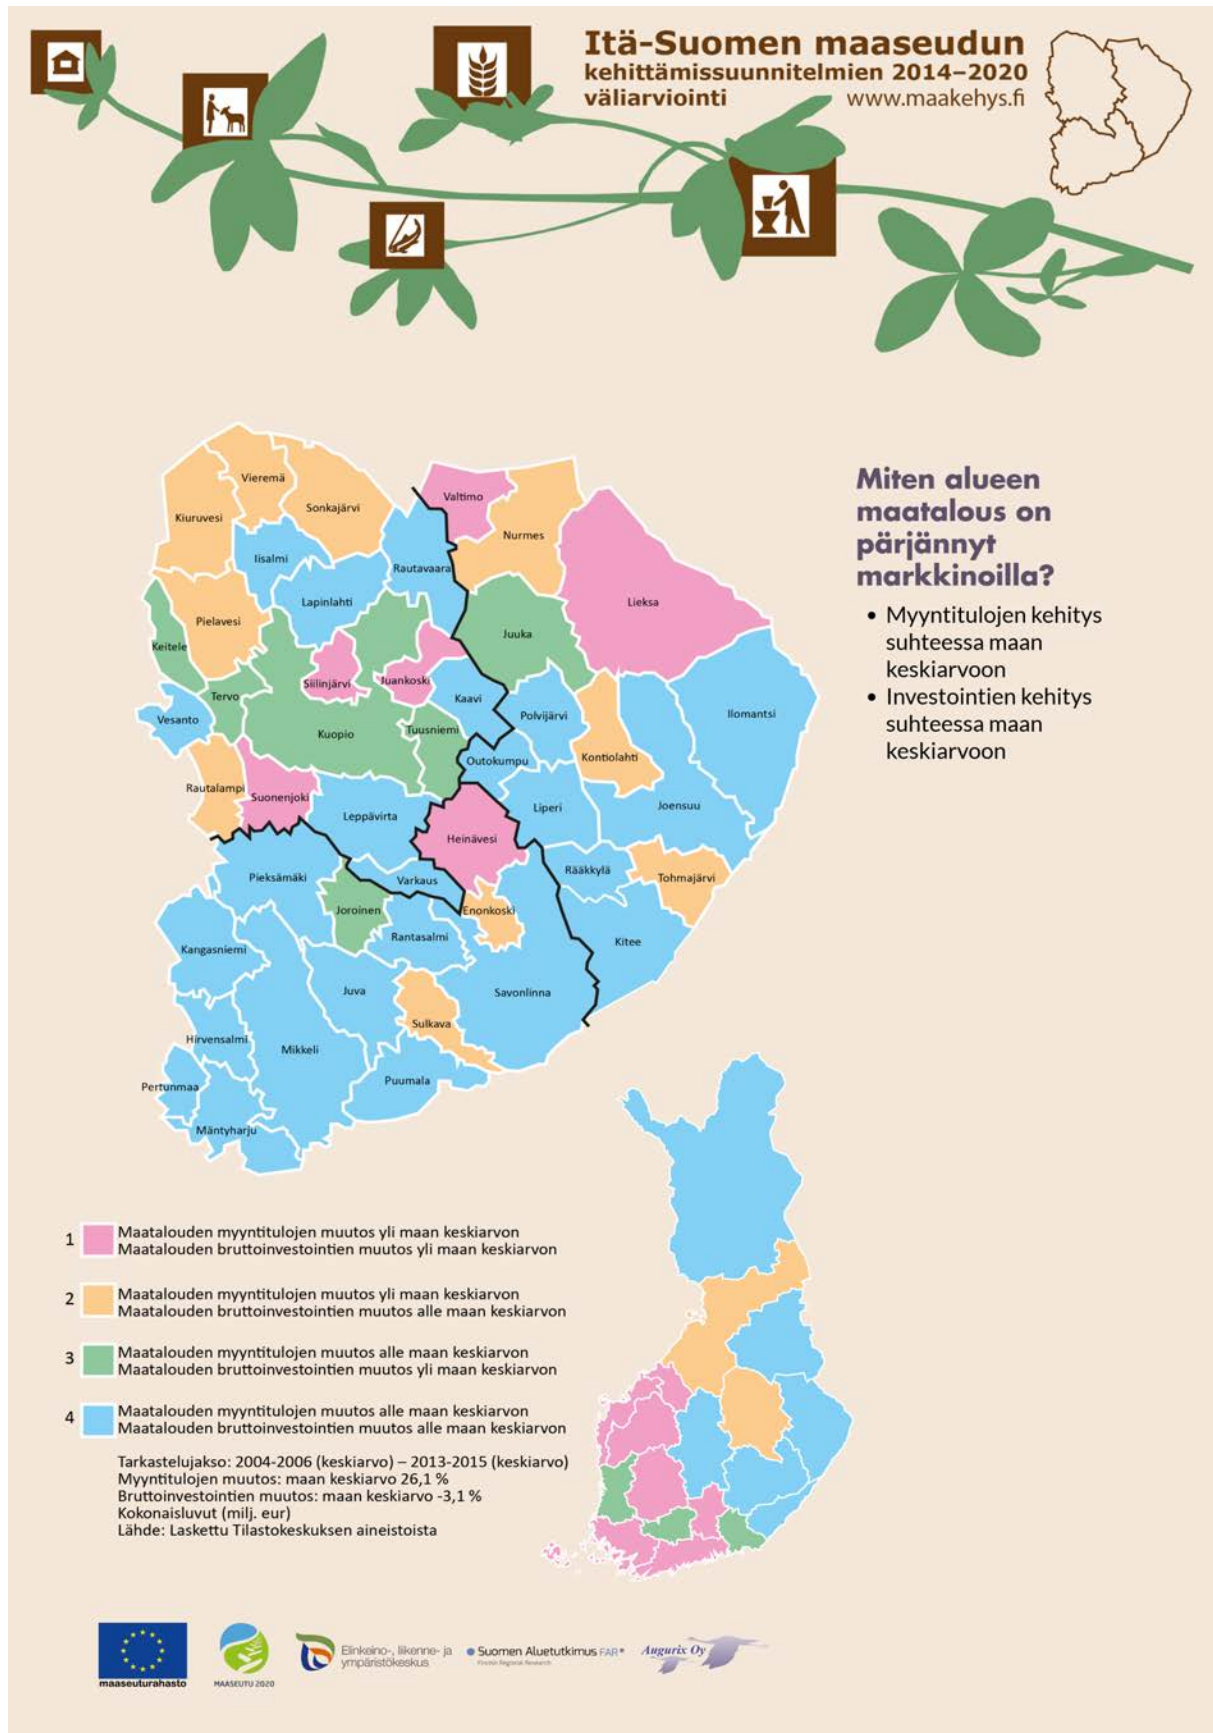 Itä-Suomen maaseudun
kehittämissuunnitelmien 2014–2020
väliarviointi www.maakehys.fi
Miten alueen
maatalous on
pärjännyt
markkinoilla?
• Myyntitulojen kehitys
suhteessa maan
keskiarvoon
• Investointien kehitys
suhteessa maan
keskiarvoon
Vieremä
Kiuruvesi
Sonkajärvi
Valtimo
Nurmes
Iisalmi
Rautavaara
Lapinlahti
Lieksa
Pielavesi
Juuka
Keitele
Siilinjärvi
Juankoski
Tervo
Kaavi
Vesanto
Polvijärvi
Ilomantsi
Kuopio
Tuusniemi
Outokumpu
Kontiolahti
Rautalampi
Suonenjoki
Leppävirta
Liperi
Joensuu
Heinävesi
Pieksämäki
Varkaus
Rääkkylä
Tohmajärvi
Joroinen
Enonkoski
Rantasalmi
Kitee
Kangasniemi
Juva
Savonlinna
Sulkava
Hirvensalmi
Mikkeli
Pertunmaa
Puumala
Mäntyharju
1 Maatalouden myyntitulojen muutos yli maan keskiarvon
Maatalouden bruttoinvestointien muutos yli maan keskiarvon
2 Maatalouden myyntitulojen muutos yli maan keskiarvon
Maatalouden bruttoinvestointien muutos alle maan keskiarvon
3 Maatalouden myyntitulojen muutos alle maan keskiarvon
Maatalouden bruttoinvestointien muutos yli maan keskiarvon
4 Maatalouden myyntitulojen muutos alle maan keskiarvon
Maatalouden bruttoinvestointien muutos alle maan keskiarvon
Tarkastelujakso: 2004-2006 (keskiarvo) – 2013-2015 (keskiarvo)
Myyntitulojen muutos: maan keskiarvo 26,1 %
Bruttoinvestointien muutos: maan keskiarvo -3,1 %
Kokonaisluvut (milj. eur)
Lähde: Laskettu Tilastokeskuksen aineistoista
maaseuturahasto
MAASEUTU 2020
Elinkeino-, liikenne- ja
ympäristökeskus
Suomen Aluetutkimus FAR
Finnish Regional Research
Augurix Oy